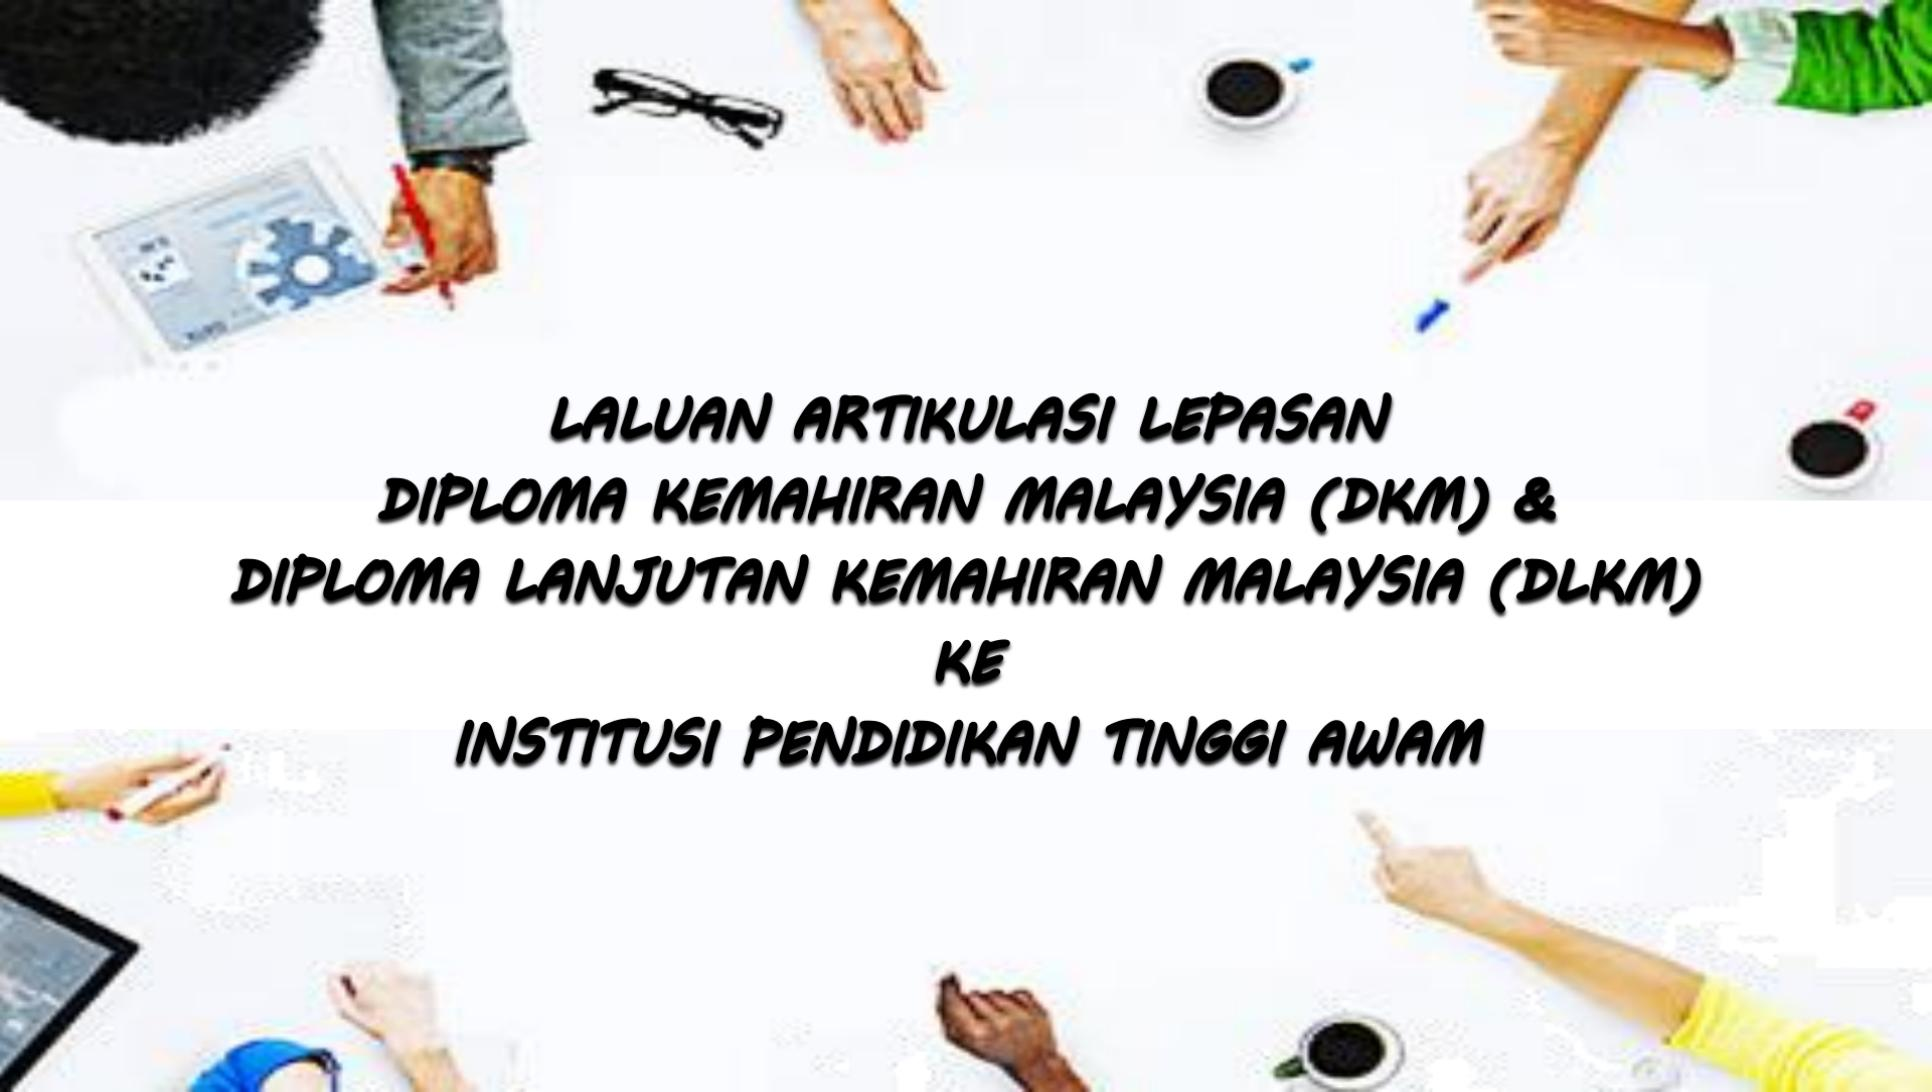 LALUAN ARTIKULASI LEPASAN
DIPLOMA KEMAHIRAN MALAYSIA (DKM) &
DIPLOMA LANJUTAN KEMAHIRAN MALAYSIA (DLKM)
KE
INSTITUSI PENDIDIKAN TINGGI AWAM